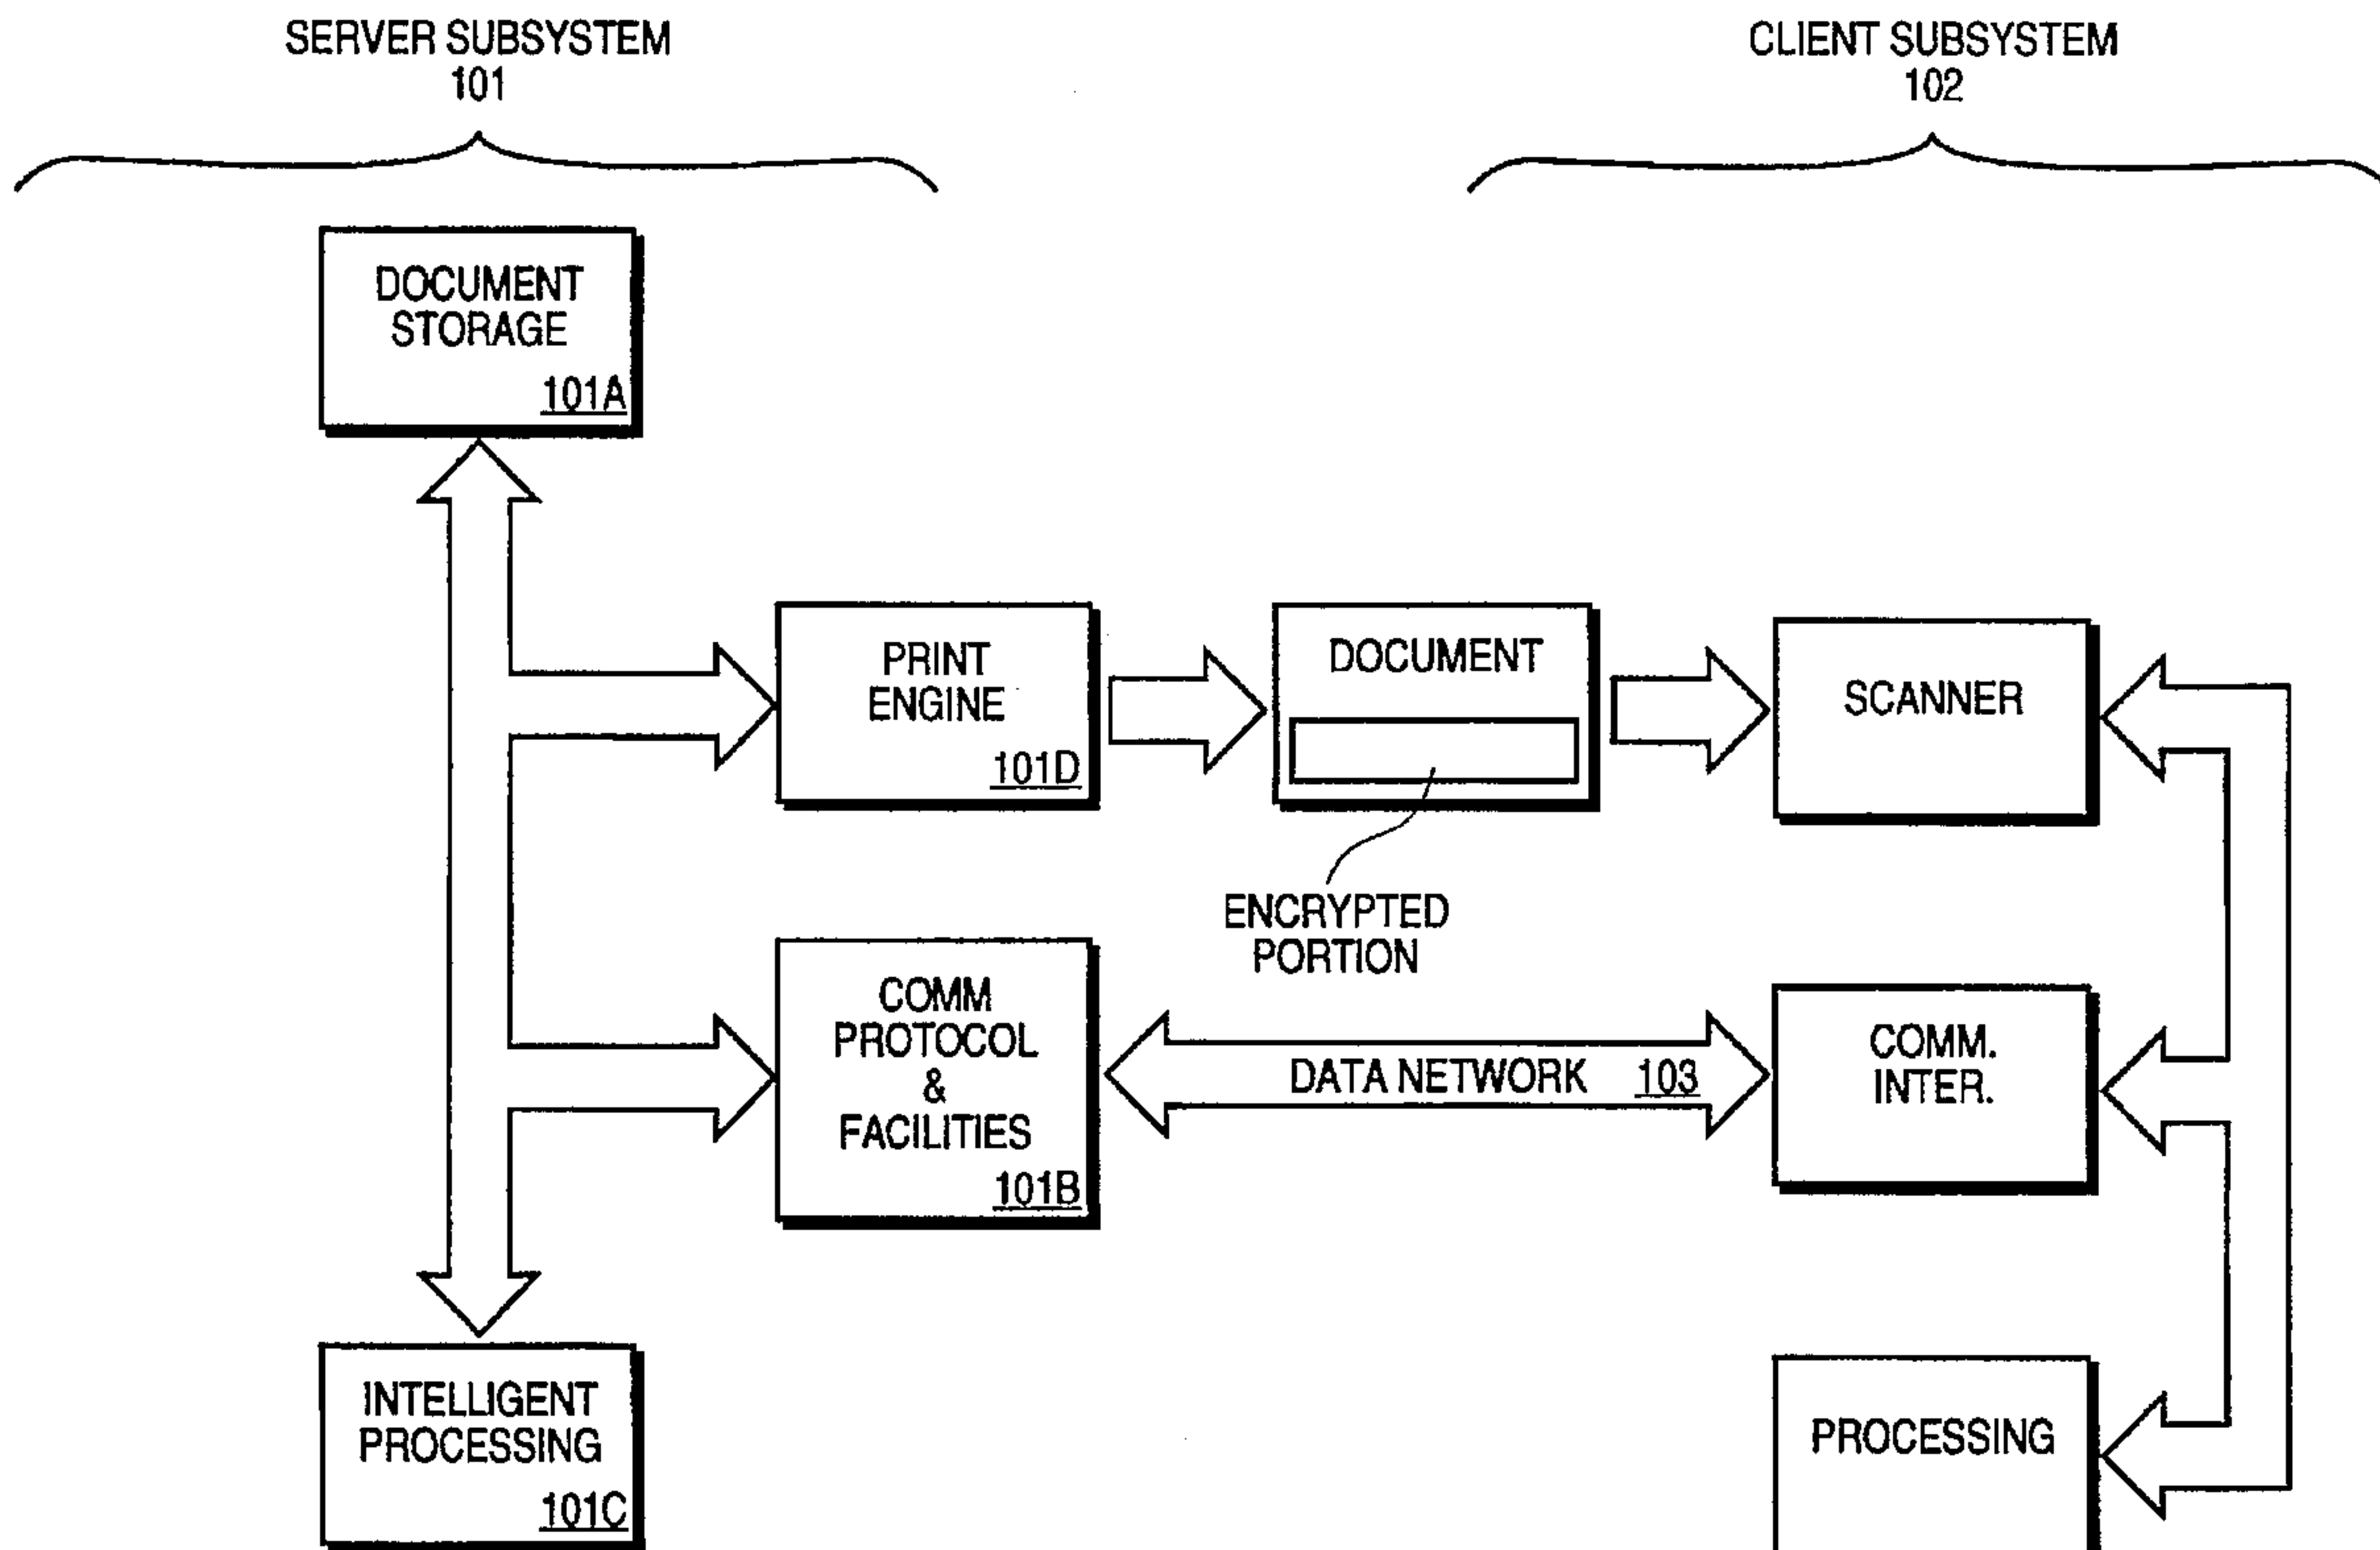 SERVER SUBSYSTEM
101
CLIENT SUBSYSTEM
102
DOCUMENT
STORAGE
101A
PRINT
ENGINE
101D
DOCUMENT
SCANNER
ENCRYPTED
PORTION
COMM
PROTOCOL
&
FACILITIES
101B
DATA NETWORK 103
COMM.
INTER.
INTELLIGENT
PROCESSING
101C
PROCESSING